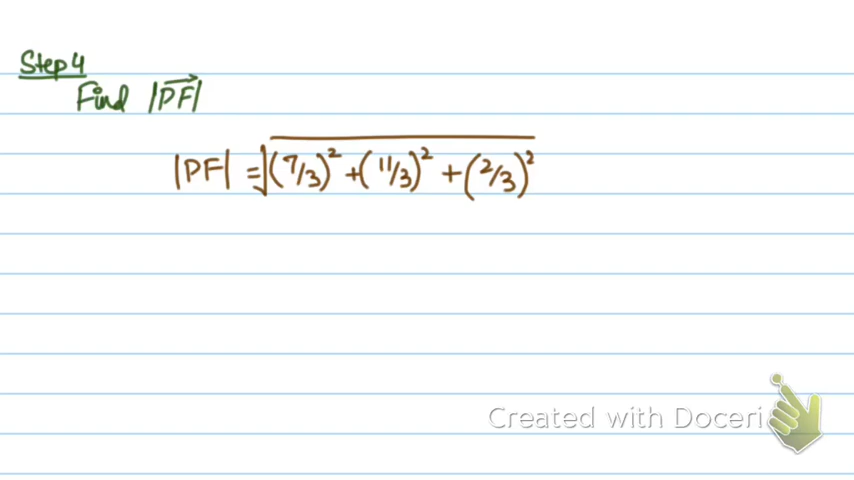 Step 4
Find |PF⃗|
|PF| = √((7/3)² + (11/3)² + (2/3)²)
Created with Doceri